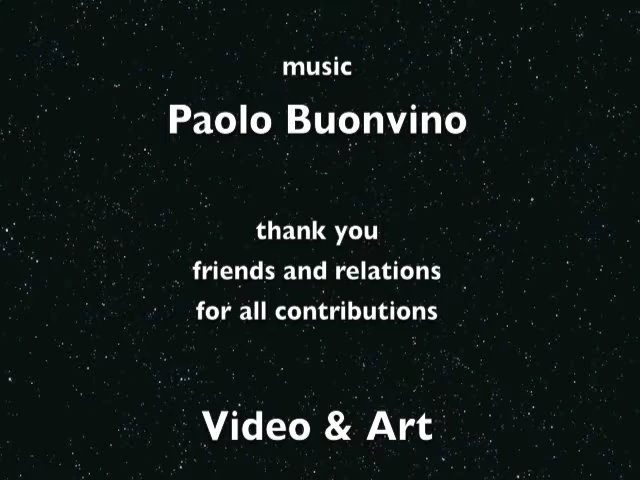 music
Paolo Buonvino
thank you
friends and relations
for all contributions
Video & Art